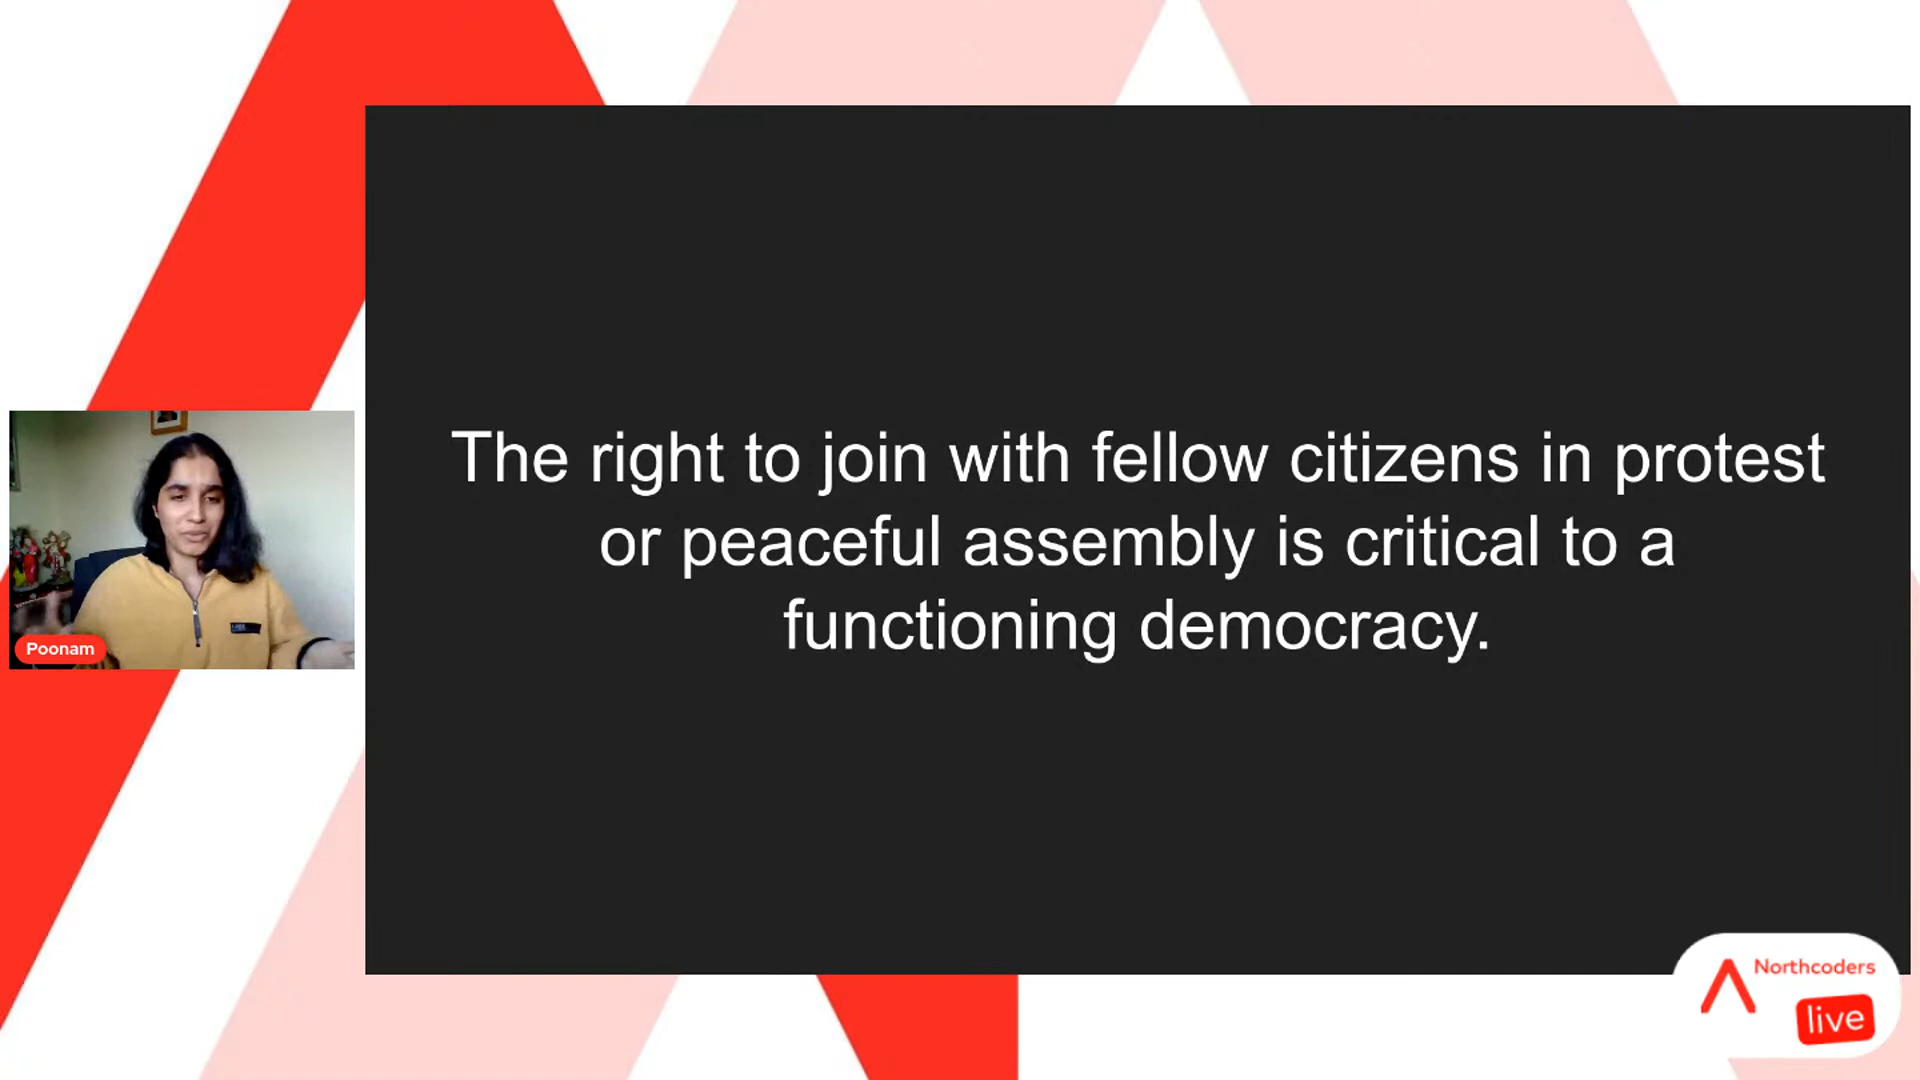 The right to join with fellow citizens in protest
or peaceful assembly is critical to a
functioning democracy.
Poonam
Northcoders
live